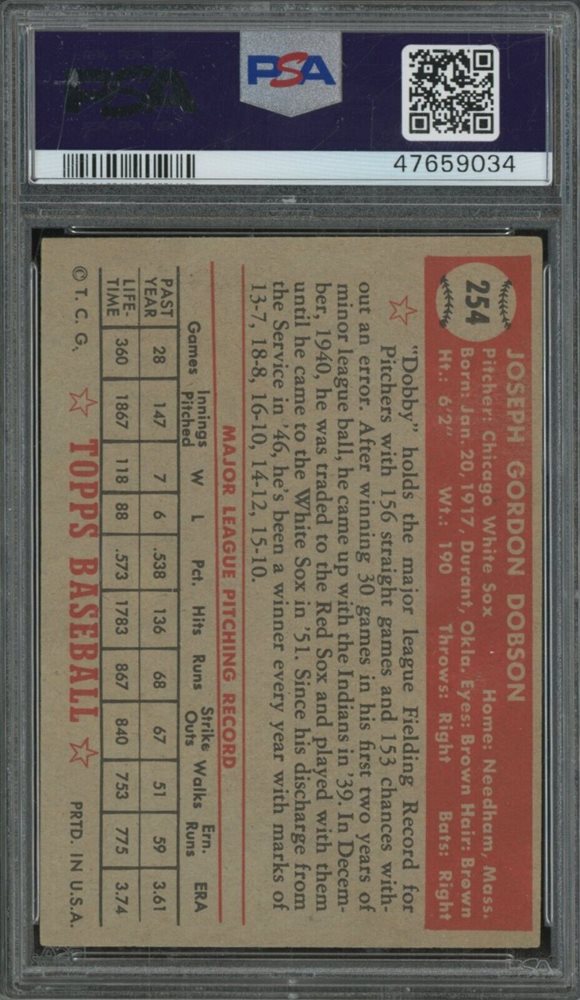 PSA
PSA
47659034
254
JOSEPH GORDON DOBSON
Pitcher: Chicago White Sox Home: Needham, Mass.
Born: Jan. 20, 1917, Durant, Okla. Eyes: Brown Hair: Brown
Ht.: 6'2" Wt.: 190 Throws: Right Bats: Right
"Dobby" holds the major league Fielding Record for
Pitchers with 156 straight games and 153 chances with-
out an error. After winning 30 games in his first two years of
minor league ball, he came up with the Indians in '39. In Decem-
ber, 1940, he was traded to the Red Sox and played with them
until he came to the White Sox in '51. Since his discharge from
the Service in '46, he's been a winner every year with marks of
13-7, 18-8, 16-10, 14-12, 15-10.
MAJOR LEAGUE PITCHING RECORD
Games Innings Pitched W L Pct. Hits Runs Strike Outs Walks Ern. Runs ERA
PAST YEAR 28 147 7 6 .538 136 68 67 51 59 3.61
LIFE-TIME 360 1867 118 88 .573 1783 867 840 753 775 3.74
© T. C. G. TOPPS BASEBALL PRTD. IN U.S.A.